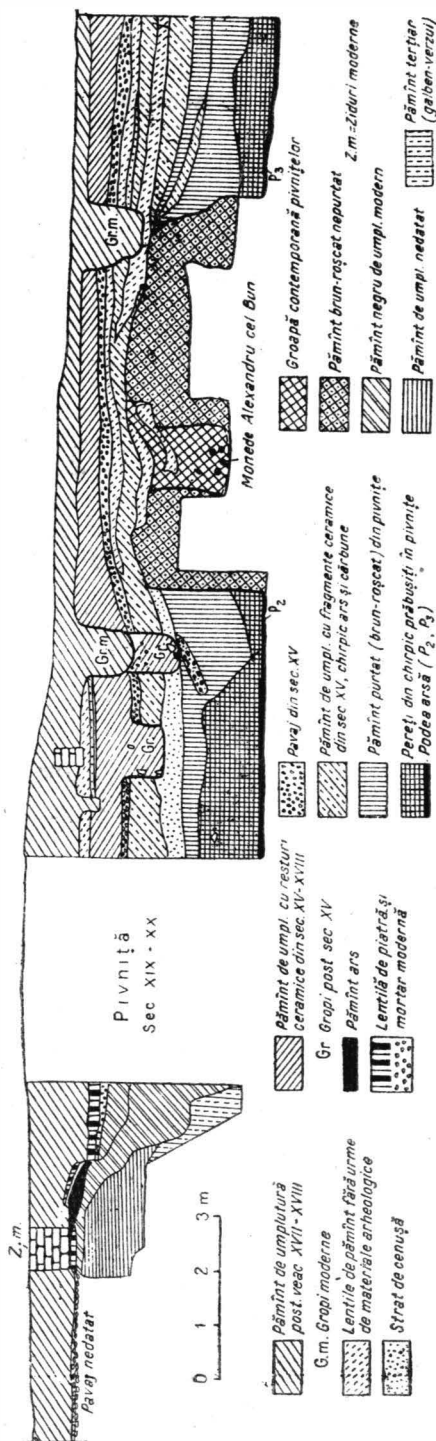 Z. m.
Pavaj nedatat
Pivniță
Sec XIX - XX
Gr. m.
Gr.
Gr.m.
P2
P3
Monede Alexandru cel Bun
0 1 2 3 m
Pămînt de umplutură
post. veac XVII - XVIII
G.m. Gropi moderne
Lentile de pămînt fără urme
de materiale arheologice
Strat de cenușă
Pămînt de umpl. cu resturi
ceramice din sec. XV-XVIII
Gr Gropi post sec XV
Pămînt ars
Lentilă de piatră și
mortar modernă
Pavaj din sec. XV
Pămînt de umpl. cu fragmente ceramice
din sec XV, chirpic ars și cărbune
Pămînt purtat (brun-roșcat) din pivnițe
Pereți din chirpic prăbușiți în pivnițe
Podea arsă (P2, P3)
Groapă contemporană pivnițelor
Pămînt brun-roșcat nepurtat
Pămînt negru de umpl. modern
Pămînt de umpl. nedatat
Z.m.=Ziduri moderne
Pămînt terțiar
(galben-verzui)